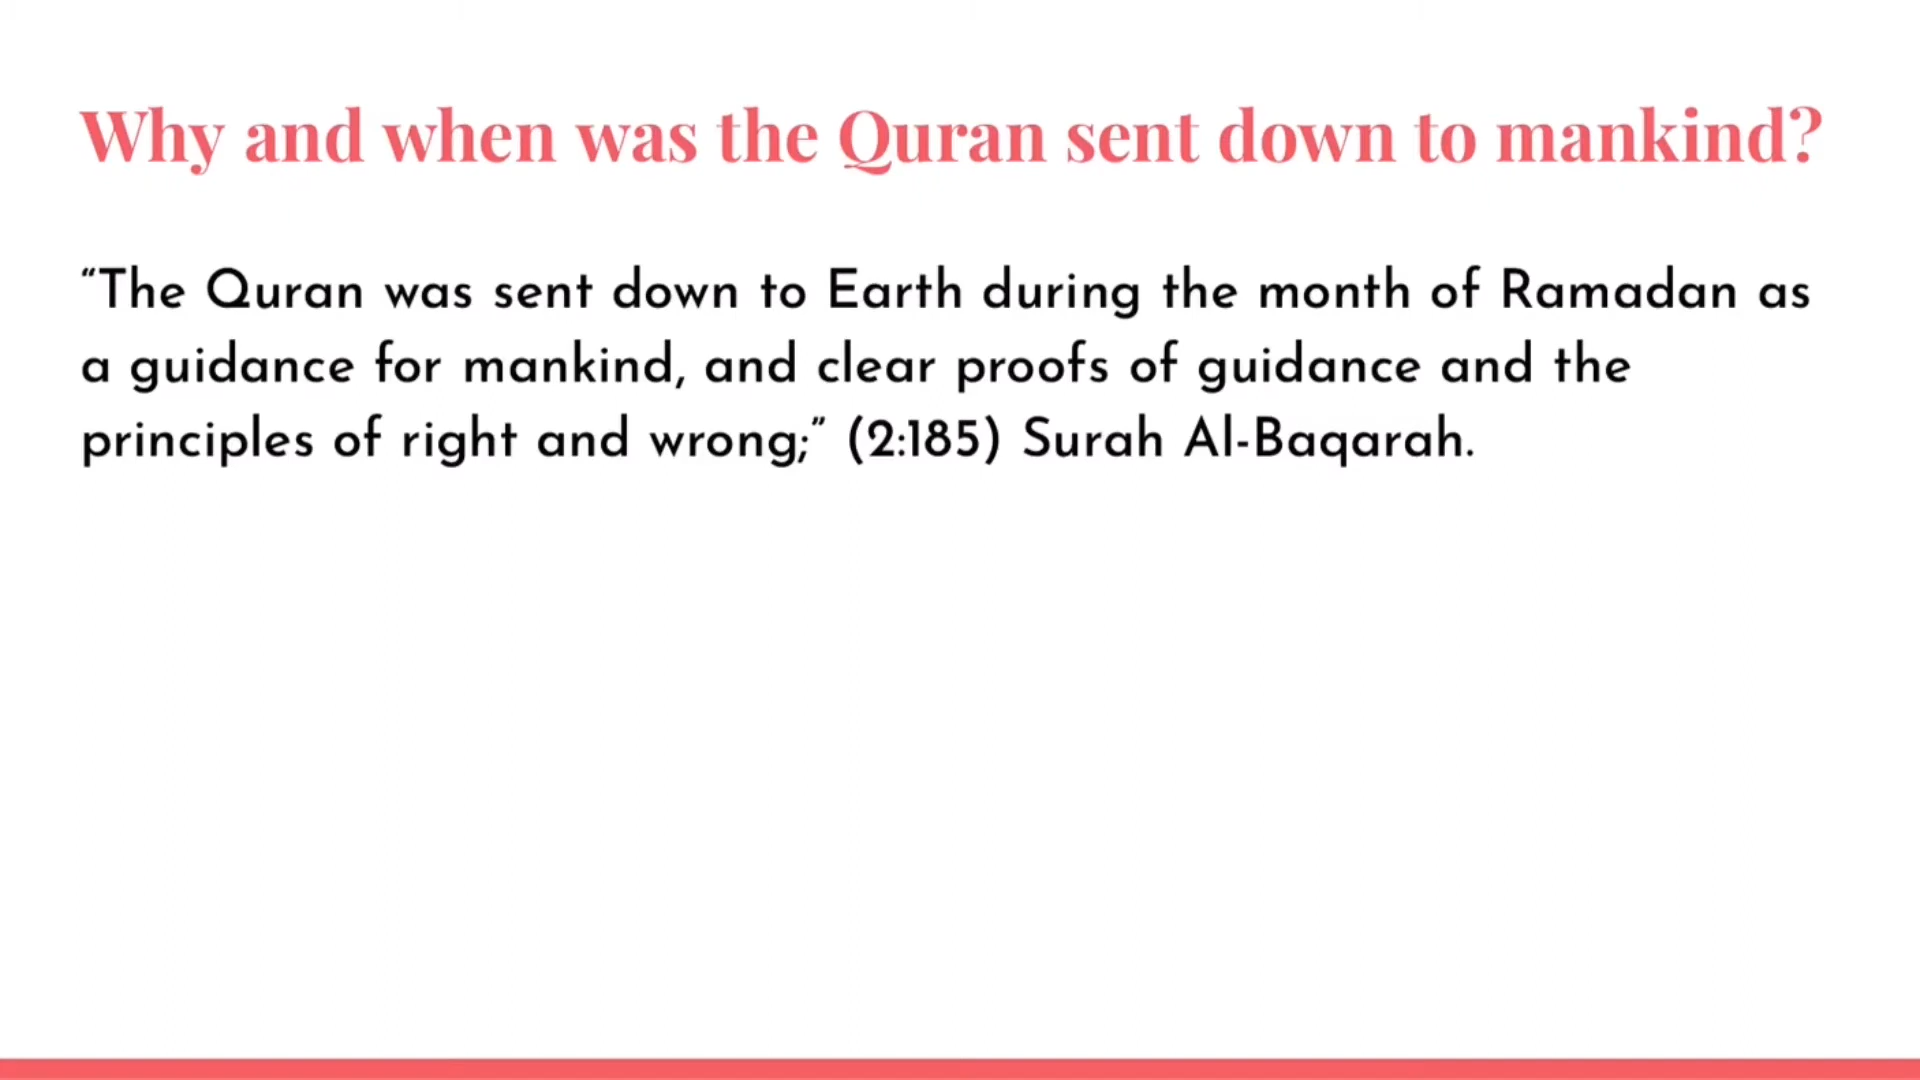 Why and when was the Quran sent down to mankind?
“The Quran was sent down to Earth during the month of Ramadan as
a guidance for mankind, and clear proofs of guidance and the
principles of right and wrong;” (2:185) Surah Al-Baqarah.